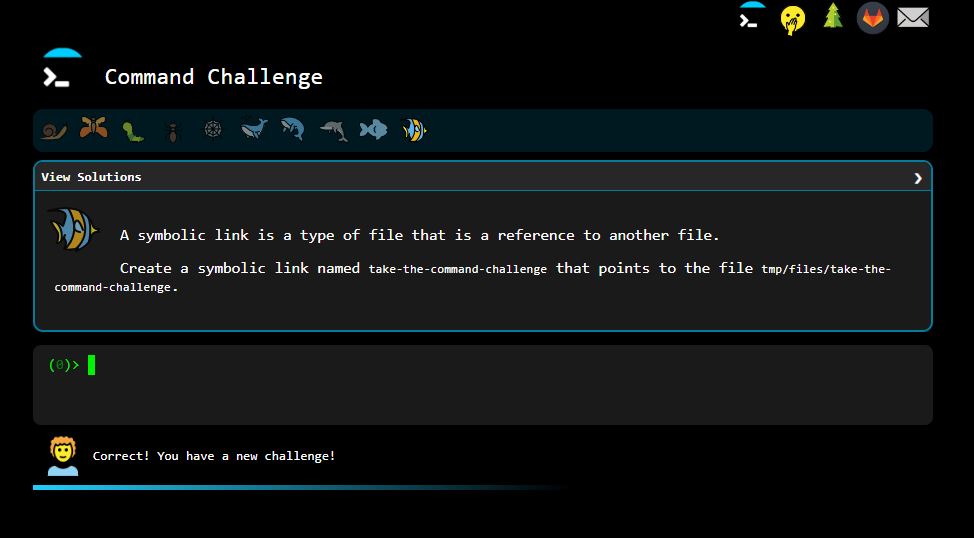 Command Challenge
View Solutions
A symbolic link is a type of file that is a reference to another file.
Create a symbolic link named take-the-command-challenge that points to the file tmp/files/take-the-
command-challenge.
(0)>
Correct! You have a new challenge!